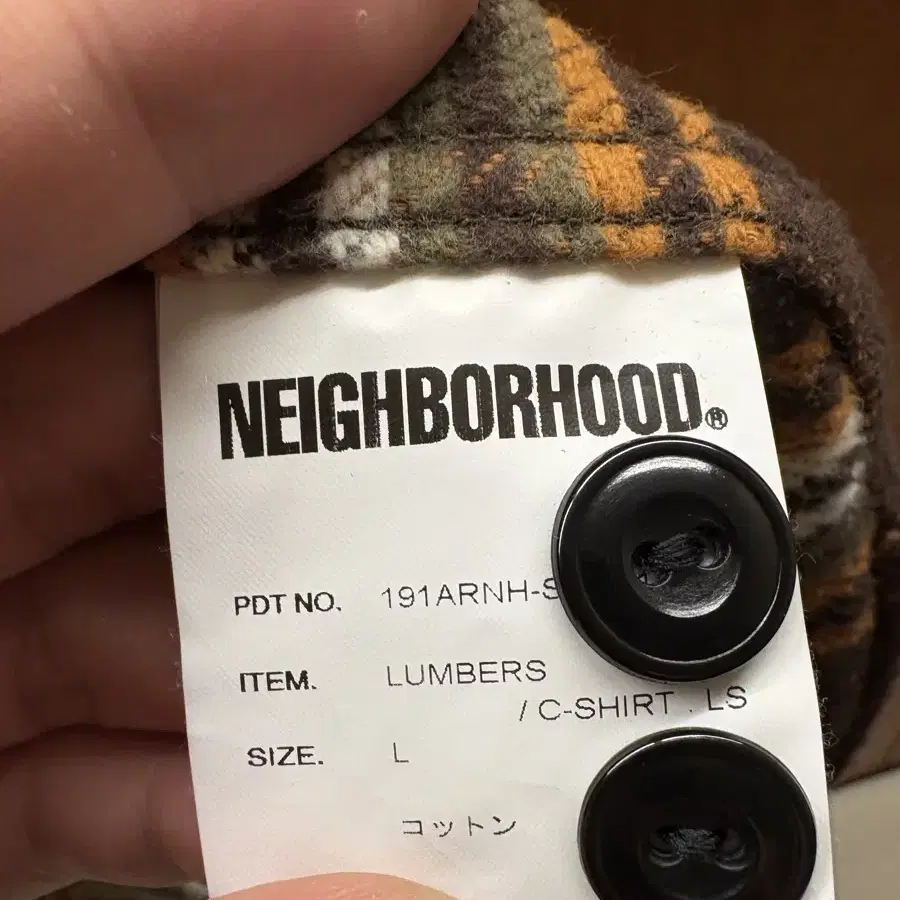 NEIGHBORHOOD®
PDT NO. 191ARNH-S
ITEM. LUMBERS
/ C-SHIRT . LS
SIZE. L
コットン